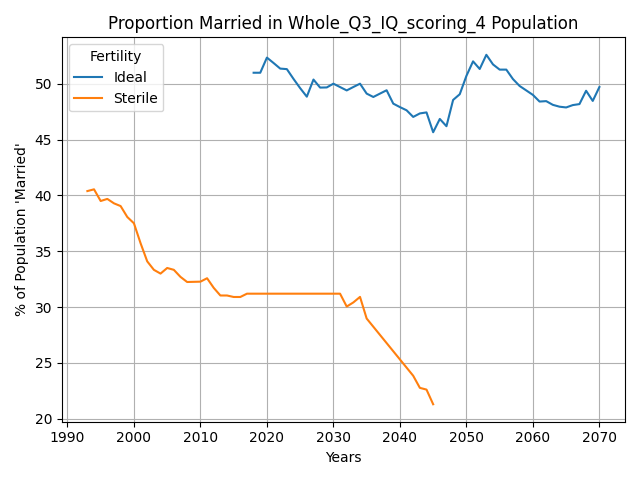 Proportion Married in Whole_Q3_IQ_scoring_4 Population
Fertility
Ideal
Sterile
% of Population 'Married'
50
45
40
35
30
25
20
1990
2000
2010
2020
2030
2040
2050
2060
2070
Years